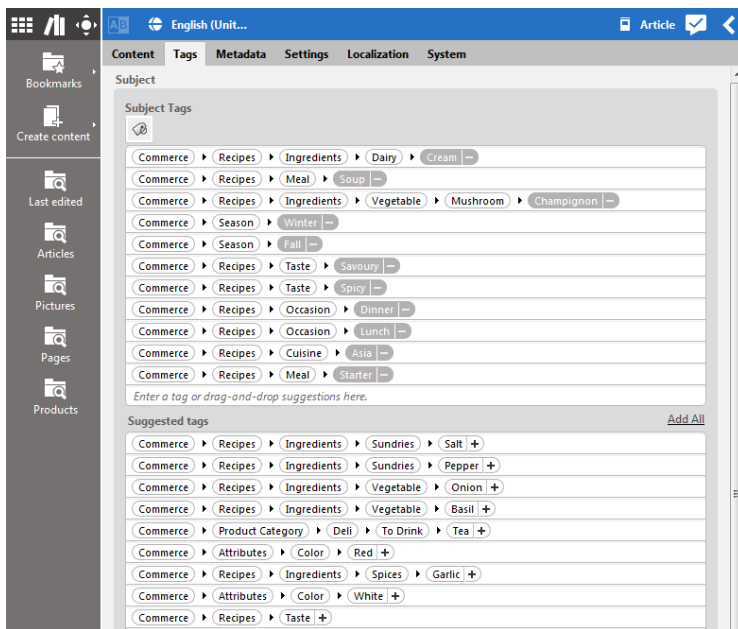 AB English (Unit... Article
Content Tags Metadata Settings Localization System
Bookmarks
Create content
Last edited
Articles
Pictures
Pages
Products
Subject
Subject Tags
Commerce Recipes Ingredients Dairy Cream
Commerce Recipes Meal Soup
Commerce Recipes Ingredients Vegetable Mushroom Champignon
Commerce Season Winter
Commerce Season Fall
Commerce Recipes Taste Savoury
Commerce Recipes Taste Spicy
Commerce Recipes Occasion Dinner
Commerce Recipes Occasion Lunch
Commerce Recipes Cuisine Asia
Commerce Recipes Meal Starter
Enter a tag or drag-and-drop suggestions here.
Suggested tags Add All
Commerce Recipes Ingredients Sundries Salt +
Commerce Recipes Ingredients Sundries Pepper +
Commerce Recipes Ingredients Vegetable Onion +
Commerce Recipes Ingredients Vegetable Basil +
Commerce Product Category Deli To Drink Tea +
Commerce Attributes Color Red +
Commerce Recipes Ingredients Spices Garlic +
Commerce Attributes Color White +
Commerce Recipes Taste +